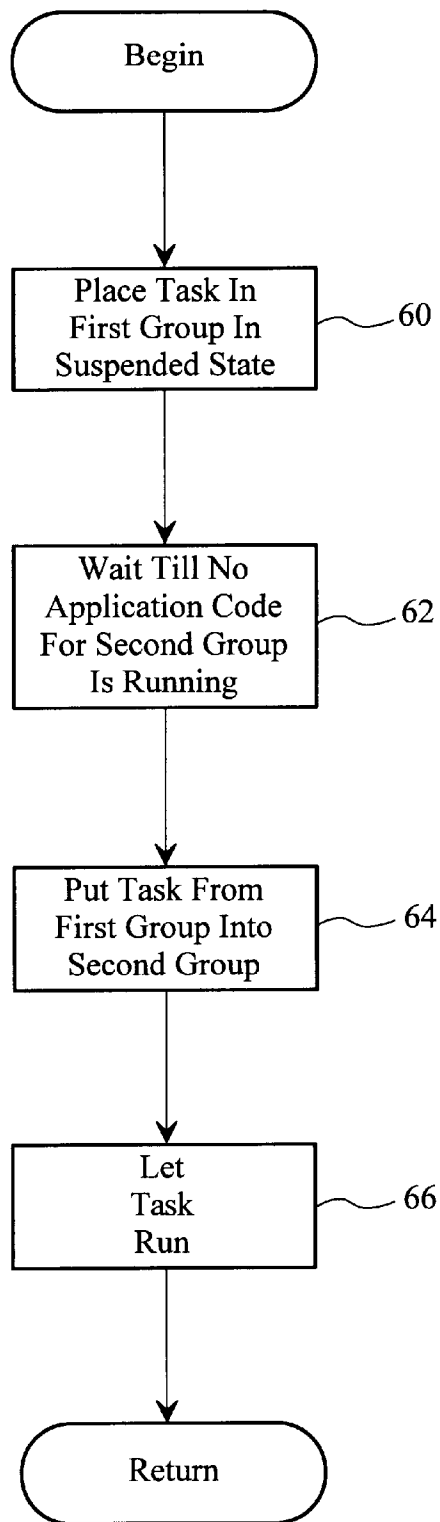 Begin
Place Task In
First Group In
Suspended State
60
Wait Till No
Application Code
For Second Group
Is Running
62
Put Task From
First Group Into
Second Group
64
Let
Task
Run
66
Return